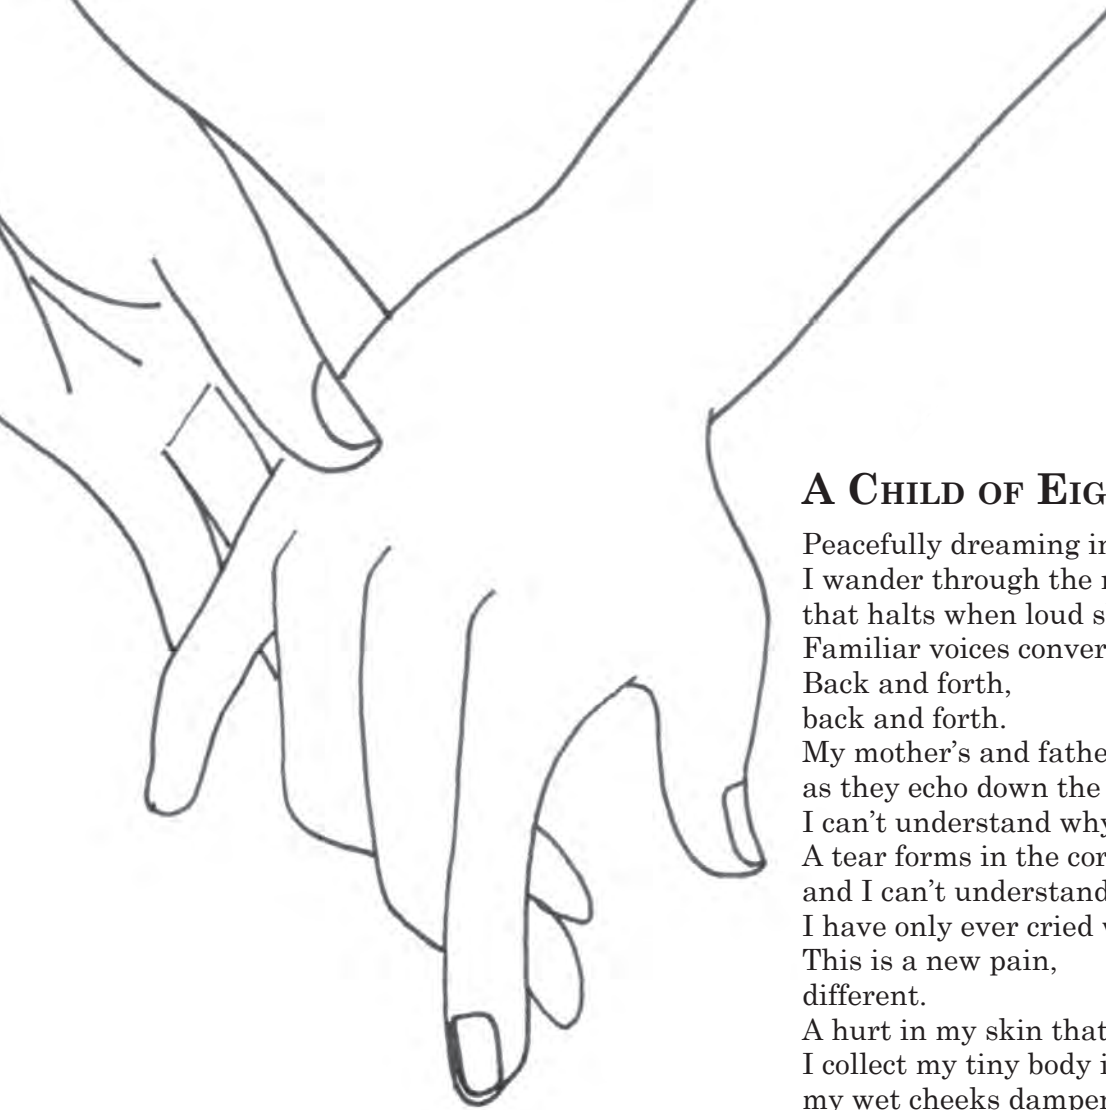 A Child of Eig
Peacefully dreaming in
I wander through the
that halts when loud s
Familiar voices conver
Back and forth,
back and forth.
My mother’s and fathe
as they echo down the
I can’t understand why
A tear forms in the cor
and I can’t understand
I have only ever cried
This is a new pain,
different.
A hurt in my skin that
I collect my tiny body i
my wet cheeks damper